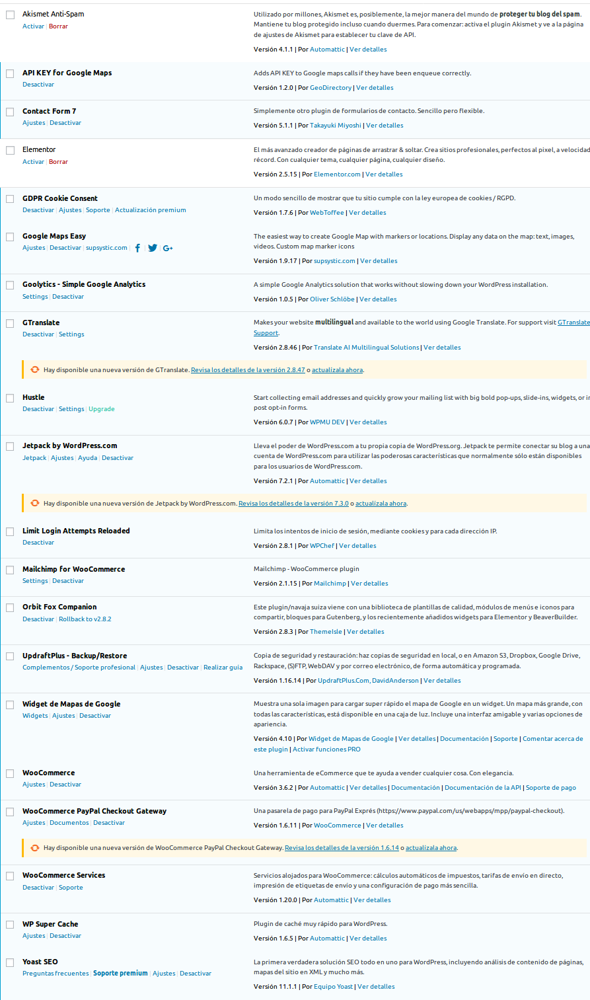 Akismet Anti-Spam
Activar | Borrar
Utilizado por millones, Akismet es, posiblemente, la mejor manera del mundo de proteger tu blog del spam.
Mantiene tu blog protegido incluso cuando duermes. Para comenzar: activa el plugin Akismet y ve a la página
de ajustes de Akismet para establecer tu clave de API.
Versión 4.1.1 | Por Automattic | Ver detalles
API KEY for Google Maps
Desactivar
Adds API KEY to Google maps calls if they have been enqueue correctly.
Versión 1.2.0 | Por GeoDirectory | Ver detalles
Contact Form 7
Ajustes | Desactivar
Simplemente otro plugin de formularios de contacto. Sencillo pero flexible.
Versión 5.1.1 | Por Takayuki Miyoshi | Ver detalles
Elementor
Activar | Borrar
El más avanzado creador de páginas de arrastrar & soltar. Crea sitios profesionales, perfectos al pixel, a velocidad
récord. Con cualquier tema, cualquier página, cualquier diseño.
Versión 2.5.15 | Por Elementor.com | Ver detalles
GDPR Cookie Consent
Desactivar | Ajustes | Soporte | Actualización premium
Un modo sencillo de mostrar que tu sitio cumple con la ley europea de cookies / RGPD.
Versión 1.7.6 | Por WebToffee | Ver detalles
Google Maps Easy
Ajustes | Desactivar | supsystic.com | | | G+
The easiest way to create Google Map with markers or locations. Display any data on the map: text, images,
videos. Custom map marker icons
Versión 1.9.17 | Por supsystic.com | Ver detalles
Goolytics - Simple Google Analytics
Settings | Desactivar
A simple Google Analytics solution that works without slowing down your WordPress installation.
Versión 1.0.5 | Por Oliver Schlöbe | Ver detalles
GTranslate
Desactivar | Settings
Makes your website multilingual and available to the world using Google Translate. For support visit GTranslate
Support.
Versión 2.8.46 | Por Translate AI Multilingual Solutions | Ver detalles
Hay disponible una nueva versión de GTranslate. Revisa los detalles de la versión 2.8.47 o actualízala ahora.
Hustle
Desactivar | Settings | Upgrade
Start collecting email addresses and quickly grow your mailing list with big bold pop-ups, slide-ins, widgets, or in
post opt-in forms.
Versión 6.0.7 | Por WPMU DEV | Ver detalles
Jetpack by WordPress.com
Jetpack | Ajustes | Ayuda | Desactivar
Lleva el poder de WordPress.com a tu propia copia de WordPress.org. Jetpack te permite conectar su blog a una
cuenta de WordPress.com para utilizar las poderosas características que normalmente sólo están disponibles
para los usuarios de WordPress.com.
Versión 7.2.1 | Por Automattic | Ver detalles
Hay disponible una nueva versión de Jetpack by WordPress.com. Revisa los detalles de la versión 7.3.0 o actualízala ahora.
Limit Login Attempts Reloaded
Desactivar
Limita los intentos de inicio de sesión, mediante cookies y para cada dirección IP.
Versión 2.8.1 | Por WPChef | Ver detalles
Mailchimp for WooCommerce
Settings | Desactivar
Mailchimp - WooCommerce plugin
Versión 2.1.15 | Por Mailchimp | Ver detalles
Orbit Fox Companion
Desactivar | Rollback to v2.8.2
Este plugin/navaja suiza viene con una biblioteca de plantillas de calidad, módulos de menús e iconos para
compartir, bloques para Gutenberg, y los recientemente añadidos widgets para Elementor y BeaverBuilder.
Versión 2.8.3 | Por ThemeIsle | Ver detalles
UpdraftPlus - Backup/Restore
Complementos / Soporte profesional | Ajustes | Desactivar | Realizar guía
Copia de seguridad y restauración: haz copias de seguridad en local, o en Amazon S3, Dropbox, Google Drive,
Rackspace, (S)FTP, WebDAV y por correo electrónico, de forma automática y programada.
Versión 1.16.14 | Por UpdraftPlus.Com, DavidAnderson | Ver detalles
Widget de Mapas de Google
Widgets | Ajustes | Desactivar
Muestra una sola imagen para cargar super rápido el mapa de Google en un widget. Un mapa más grande, con
todas las características, está disponible en una caja de luz. Incluye una interfaz amigable y varias opciones de
apariencia.
Versión 4.10 | Por Widget de Mapas de Google | Ver detalles | Documentación | Soporte | Comentar acerca de
este plugin | Activar funciones PRO
WooCommerce
Ajustes | Desactivar
Una herramienta de eCommerce que te ayuda a vender cualquier cosa. Con elegancia.
Versión 3.6.2 | Por Automattic | Ver detalles | Documentación | Documentación de la API | Soporte de pago
WooCommerce PayPal Checkout Gateway
Ajustes | Documentos | Desactivar
Una pasarela de pago para PayPal Exprés (https://www.paypal.com/us/webapps/mpp/paypal-checkout).
Versión 1.6.11 | Por WooCommerce | Ver detalles
Hay disponible una nueva versión de WooCommerce PayPal Checkout Gateway. Revisa los detalles de la versión 1.6.14 o actualízala ahora.
WooCommerce Services
Desactivar | Soporte
Servicios alojados para WooCommerce: cálculos automáticos de impuestos, tarifas de envío en directo,
impresión de etiquetas de envío y una configuración de pago más sencilla.
Versión 1.20.0 | Por Automattic | Ver detalles
WP Super Cache
Ajustes | Desactivar
Plugin de caché muy rápido para WordPress.
Versión 1.6.5 | Por Automattic | Ver detalles
Yoast SEO
Preguntas frecuentes | Soporte premium | Ajustes | Desactivar
La primera verdadera solución SEO todo en uno para WordPress, incluyendo análisis de contenido de páginas,
mapas del sitio en XML y mucho más.
Versión 11.1.1 | Por Equipo Yoast | Ver detalles